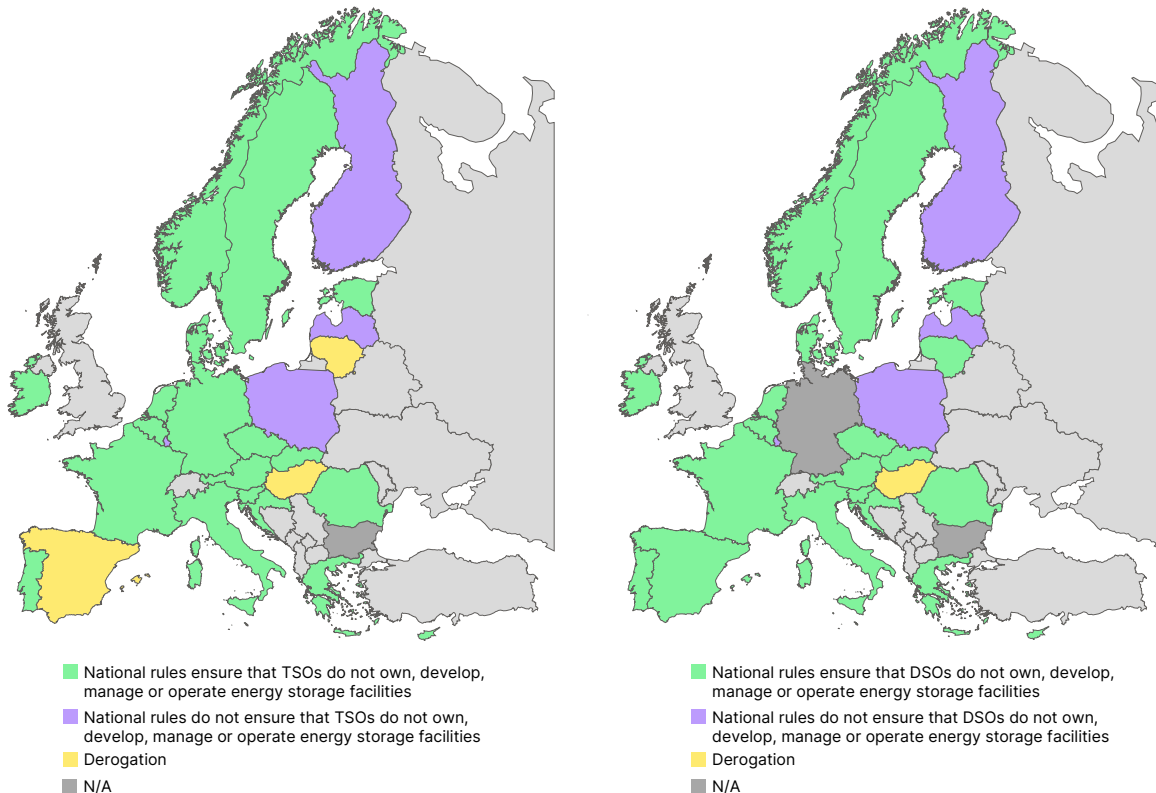 National rules ensure that TSOs do not own, develop,
manage or operate energy storage facilities
National rules do not ensure that TSOs do not own,
develop, manage or operate energy storage facilities
Derogation
N/A
National rules ensure that DSOs do not own, develop,
manage or operate energy storage facilities
National rules do not ensure that DSOs do not own,
develop, manage or operate energy storage facilities
Derogation
N/A